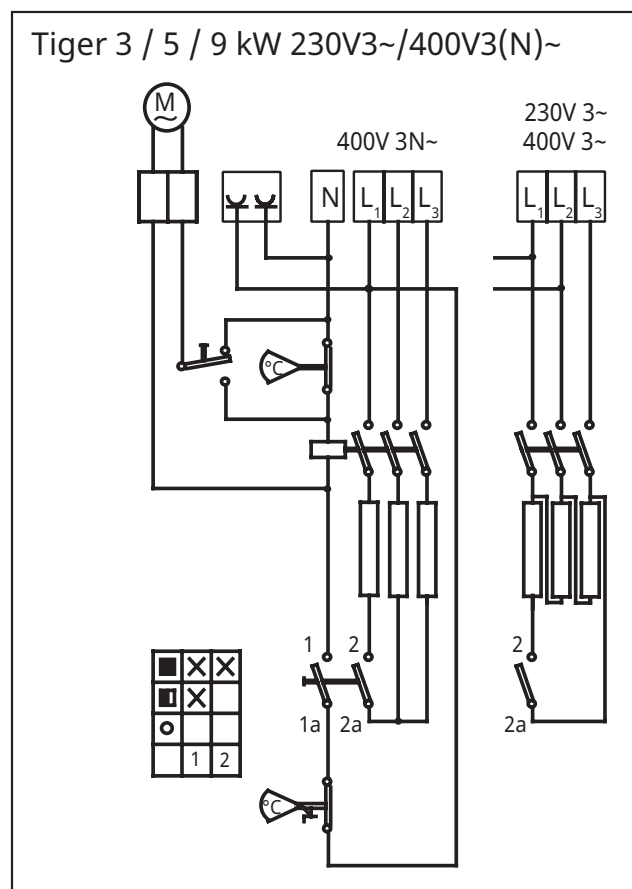 Tiger 3 / 5 / 9 kW 230V3~/400V3(N)~
M
~
400V 3N~
230V 3~
400V 3~
N L1 L2 L3
L1 L2 L3
°C
1 2
2
1a 2a
2a
1 2
°C